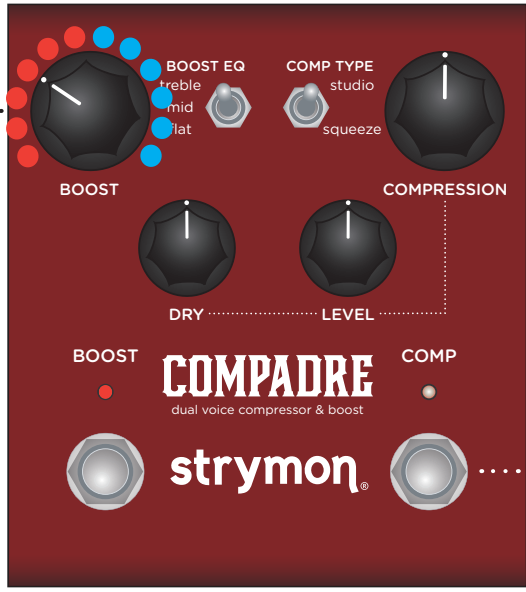 BOOST EQ
treble
mid
flat
COMP TYPE
studio
squeeze
BOOST
COMPRESSION
DRY
LEVEL
BOOST
COMPADRE
COMP
dual voice compressor & boost
strymon®